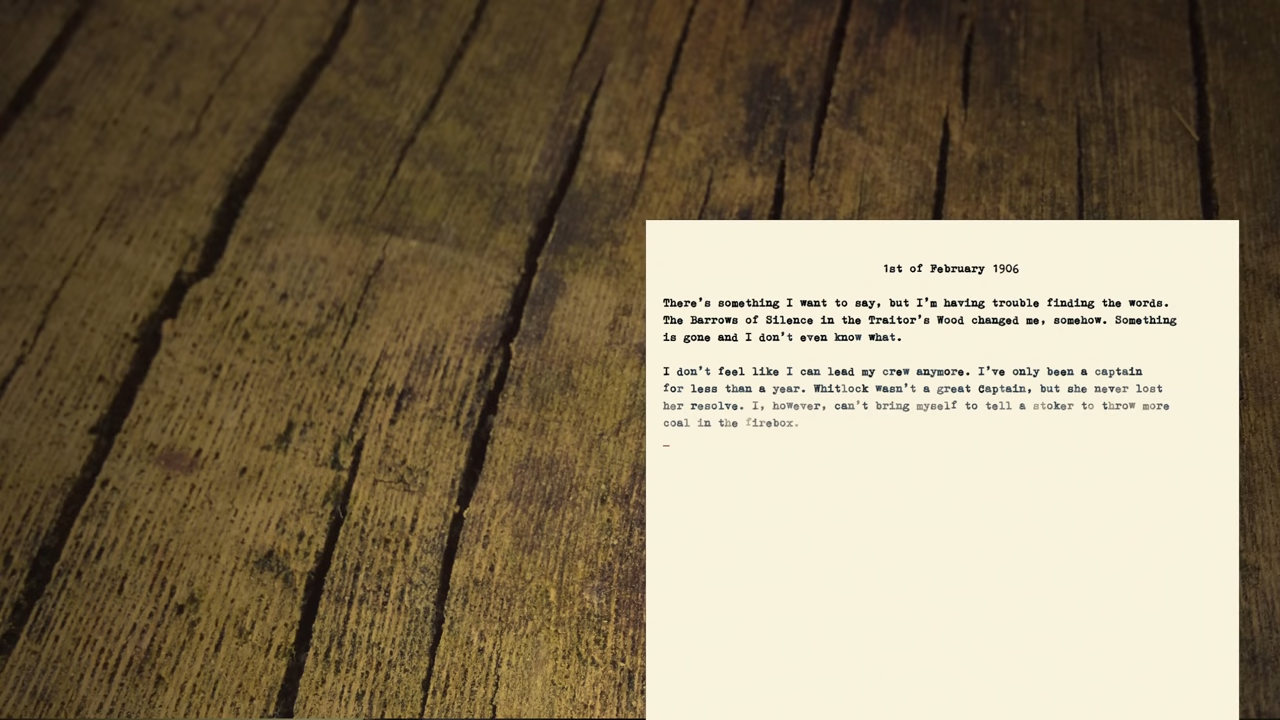 1st of February 1906
There's something I want to say, but I'm having trouble finding the words.
The Barrows of Silence in the Traitor's Wood changed me, somehow. Something
is gone and I don't even know what.
I don't feel like I can lead my crew anymore. I've only been a captain
for less than a year. Whitlock wasn't a great Captain, but she never lost
her resolve. I, however, can't bring myself to tell a stoker to throw more
coal in the firebox.